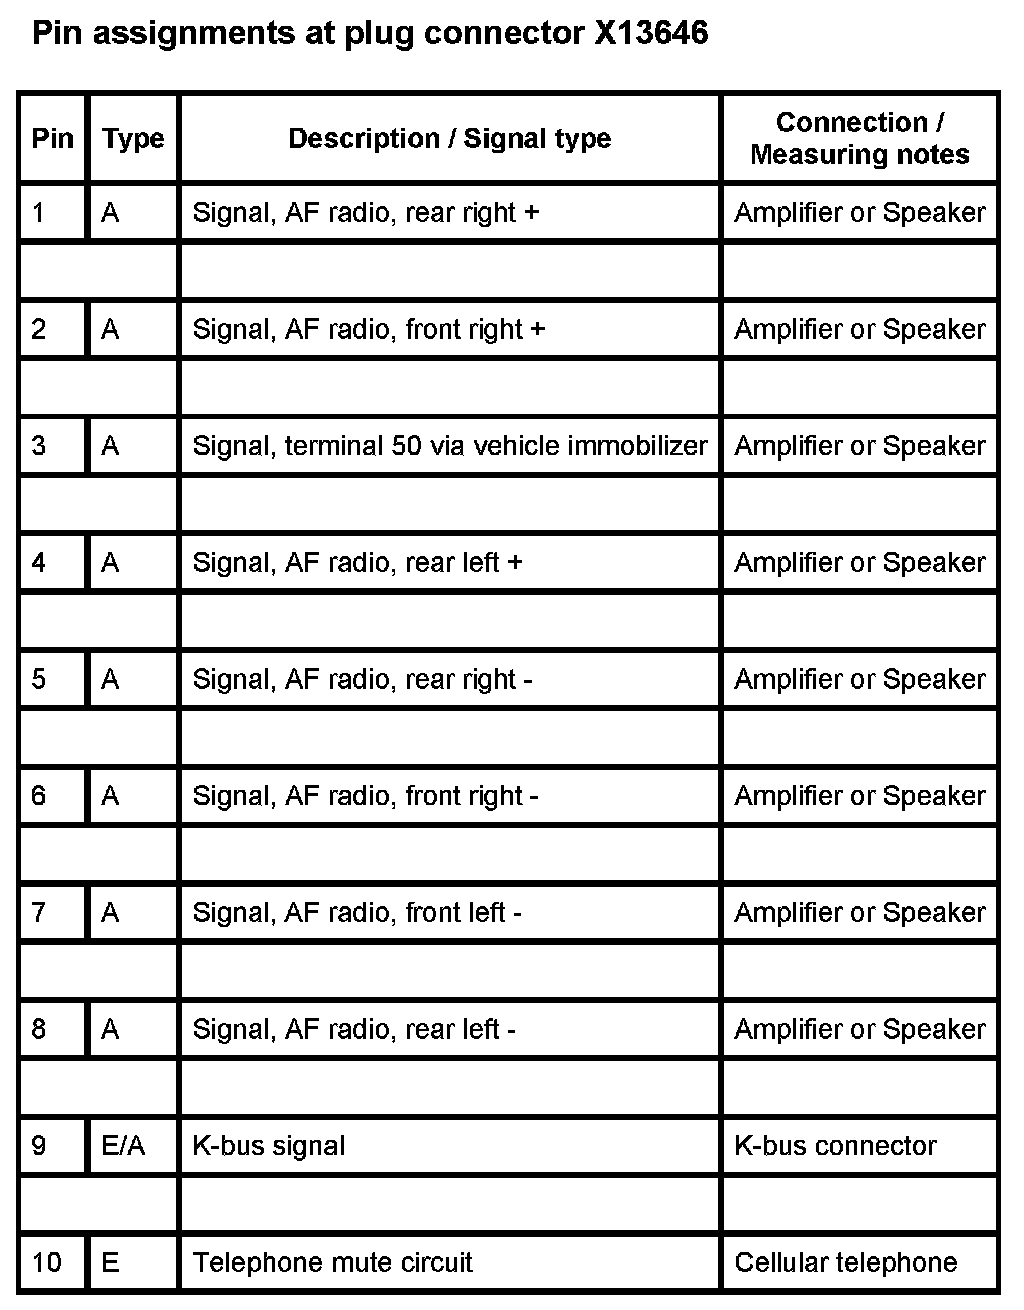 Pin assignments at plug connector X13646
Pin Type Description / Signal type Connection / Measuring notes
1 A Signal, AF radio, rear right + Amplifier or Speaker
2 A Signal, AF radio, front right + Amplifier or Speaker
3 A Signal, terminal 50 via vehicle immobilizer Amplifier or Speaker
4 A Signal, AF radio, rear left + Amplifier or Speaker
5 A Signal, AF radio, rear right - Amplifier or Speaker
6 A Signal, AF radio, front right - Amplifier or Speaker
7 A Signal, AF radio, front left - Amplifier or Speaker
8 A Signal, AF radio, rear left - Amplifier or Speaker
9 E/A K-bus signal K-bus connector
10 E Telephone mute circuit Cellular telephone